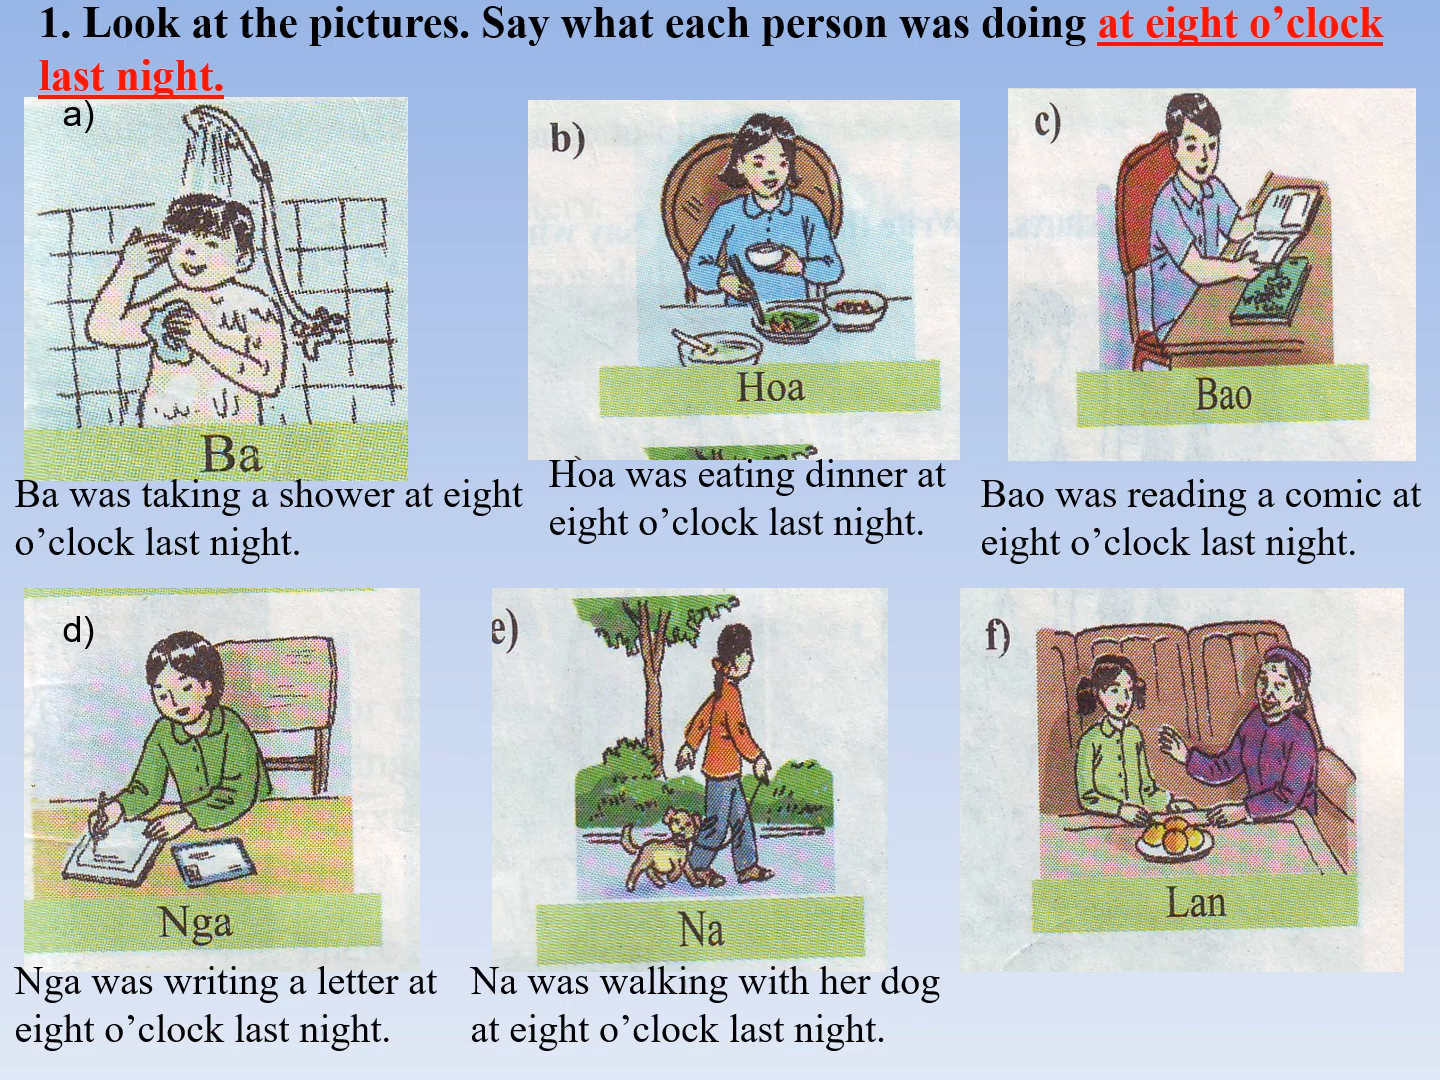 1. Look at the pictures. Say what each person was doing at eight o’clock
last night.
a)
b)
c)
Ba
Hoa
Bao
Ba was taking a shower at eight
o’clock last night.
Hoa was eating dinner at
eight o’clock last night.
Bao was reading a comic at
eight o’clock last night.
d)
e)
f)
Nga
Na
Lan
Nga was writing a letter at
eight o’clock last night.
Na was walking with her dog
at eight o’clock last night.